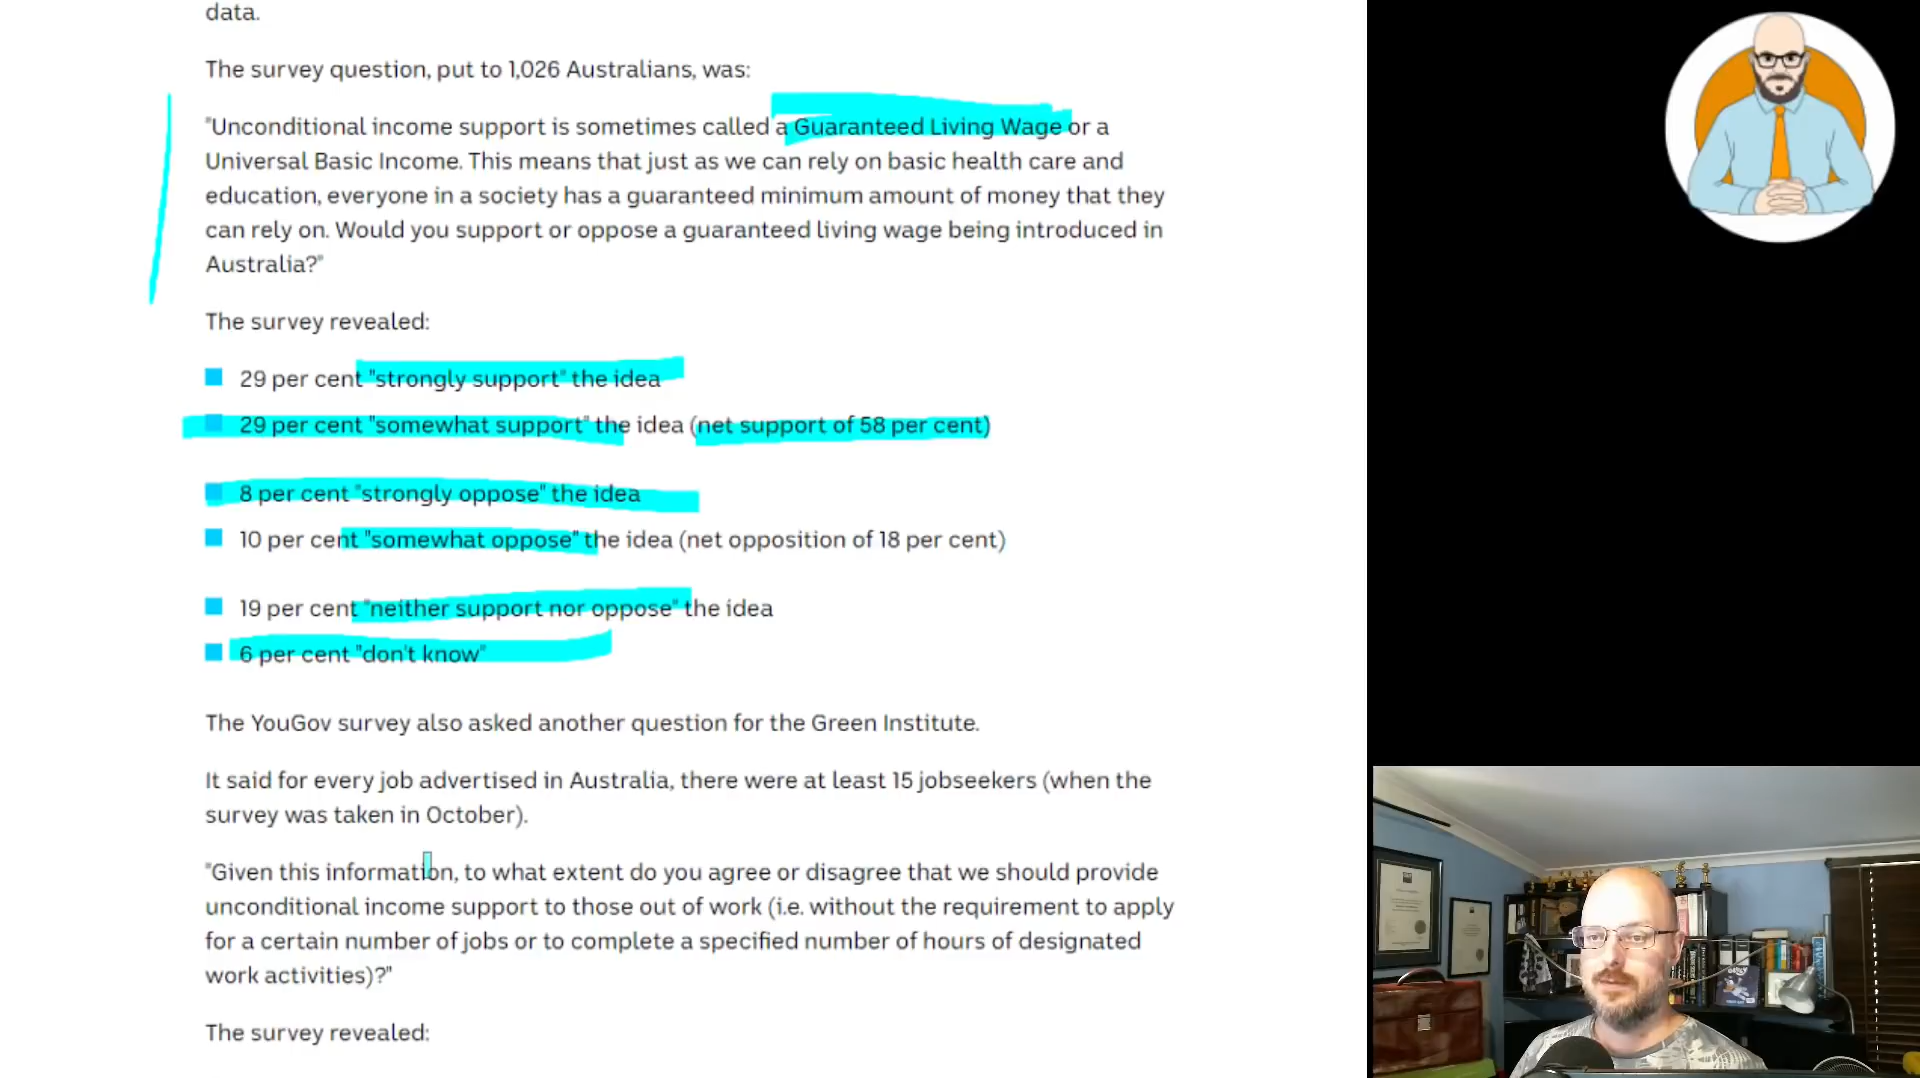 data.
The survey question, put to 1,026 Australians, was:
"Unconditional income support is sometimes called a Guaranteed Living Wage or a
Universal Basic Income. This means that just as we can rely on basic health care and
education, everyone in a society has a guaranteed minimum amount of money that they
can rely on. Would you support or oppose a guaranteed living wage being introduced in
Australia?"
The survey revealed:
29 per cent "strongly support" the idea
29 per cent "somewhat support" the idea (net support of 58 per cent)
8 per cent "strongly oppose" the idea
10 per cent "somewhat oppose" the idea (net opposition of 18 per cent)
19 per cent "neither support nor oppose" the idea
6 per cent "don't know"
The YouGov survey also asked another question for the Green Institute.
It said for every job advertised in Australia, there were at least 15 jobseekers (when the
survey was taken in October).
"Given this information, to what extent do you agree or disagree that we should provide
unconditional income support to those out of work (i.e. without the requirement to apply
for a certain number of jobs or to complete a specified number of hours of designated
work activities)?"
The survey revealed: